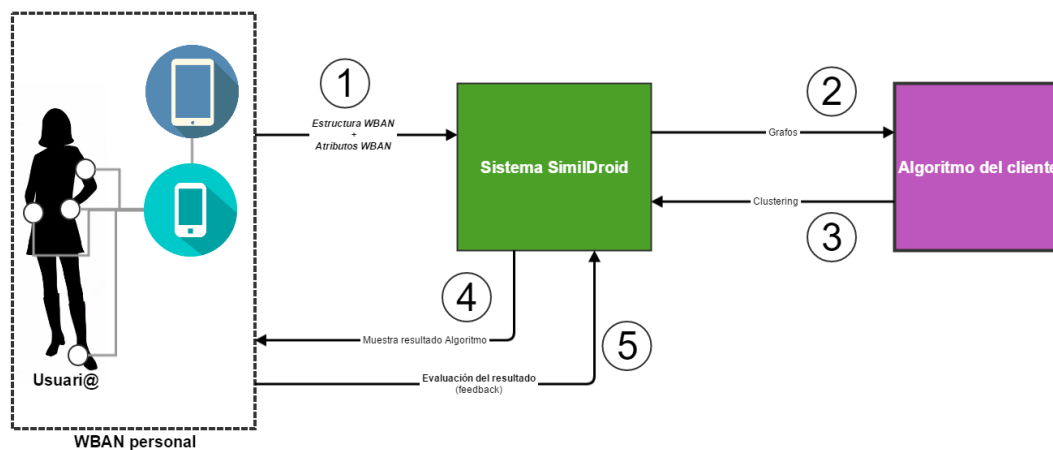 1
Estructura WBAN
+
Atributos WBAN
Sistema SimilDroid
2
Grafos
Algoritmo del cliente
Clustering
3
4
Muestra resultado Algoritmo
5
Evaluación del resultado
(feedback)
Usuari@
WBAN personal